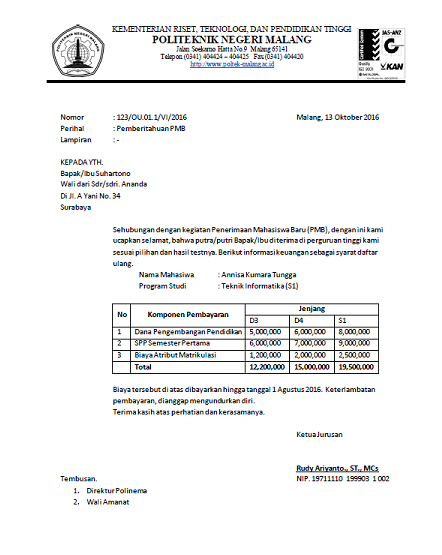 KEMENTERIAN RISET, TEKNOLOGI, DAN PENDIDIKAN TINGGI
POLITEKNIK NEGERI MALANG
Jalan Soekarno Hatta No.9 Malang 65141
Telepon (0341) 404424 – 404425 Fax (0341) 404420
http://www.poltek-malang.ac.id
JAS-ANZ
KAN
Nomor : 123/OU.01.1/VI/2016 Malang, 13 Oktober 2016
Perihal : Pemberitahuan PMB
Lampiran : -
KEPADA YTH.
Bapak/Ibu Suhartono
Wali dari Sdr/sdri. Ananda
Di Jl. A Yani No. 34
Surabaya
Sehubungan dengan kegiatan Penerimaan Mahasiswa Baru (PMB), dengan ini kami
ucapkan selamat, bahwa putra/putri Bapak/Ibu diterima di perguruan tinggi kami
sesuai pilihan dan hasil testnya. Berikut informasi keuangan sebagai syarat daftar
ulang.
Nama Mahasiwa : Annisa Kumara Tungga
Program Studi : Teknik Informatika (S1)
No Komponen Pembayaran Jenjang
D3 D4 S1
1 Dana Pengembangan Pendidikan 5,000,000 6,000,000 8,000,000
2 SPP Semester Pertama 6,000,000 7,000,000 9,000,000
3 Biaya Atribut Matrikulasi 1,200,000 2,000,000 2,500,000
Total 12,200,000 15,000,000 19,500,000
Biaya tersebut di atas dibayarkan hingga tanggal 1 Agustus 2016. Keterlambatan
pembayaran, dianggap mengundurkan diri.
Terima kasih atas perhatian dan kerasamanya.
Ketua Jurusan
Rudy Ariyanto., ST., MCs
NIP. 19711110 199903 1 002
Tembusan.
1. Direktur Polinema
2. Wali Amanat